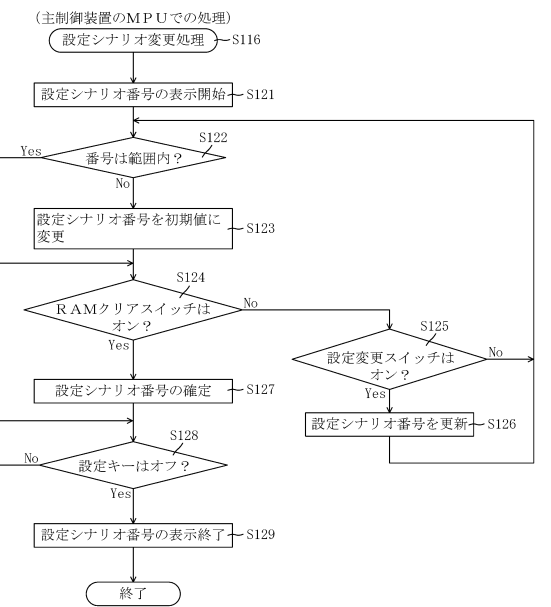 (主制御装置のMPUでの処理)
設定シナリオ変更処理 S116
設定シナリオ番号の表示開始 S121
S122
Yes
番号は範囲内?
No
設定シナリオ番号を初期値に
変更
S123
S124
RAMクリアスイッチは
オン?
No
Yes
S125
設定変更スイッチは
オン?
No
Yes
設定シナリオ番号を更新 S126
設定シナリオ番号の確定 S127
S128
No
設定キーはオフ?
Yes
設定シナリオ番号の表示終了 S129
終了